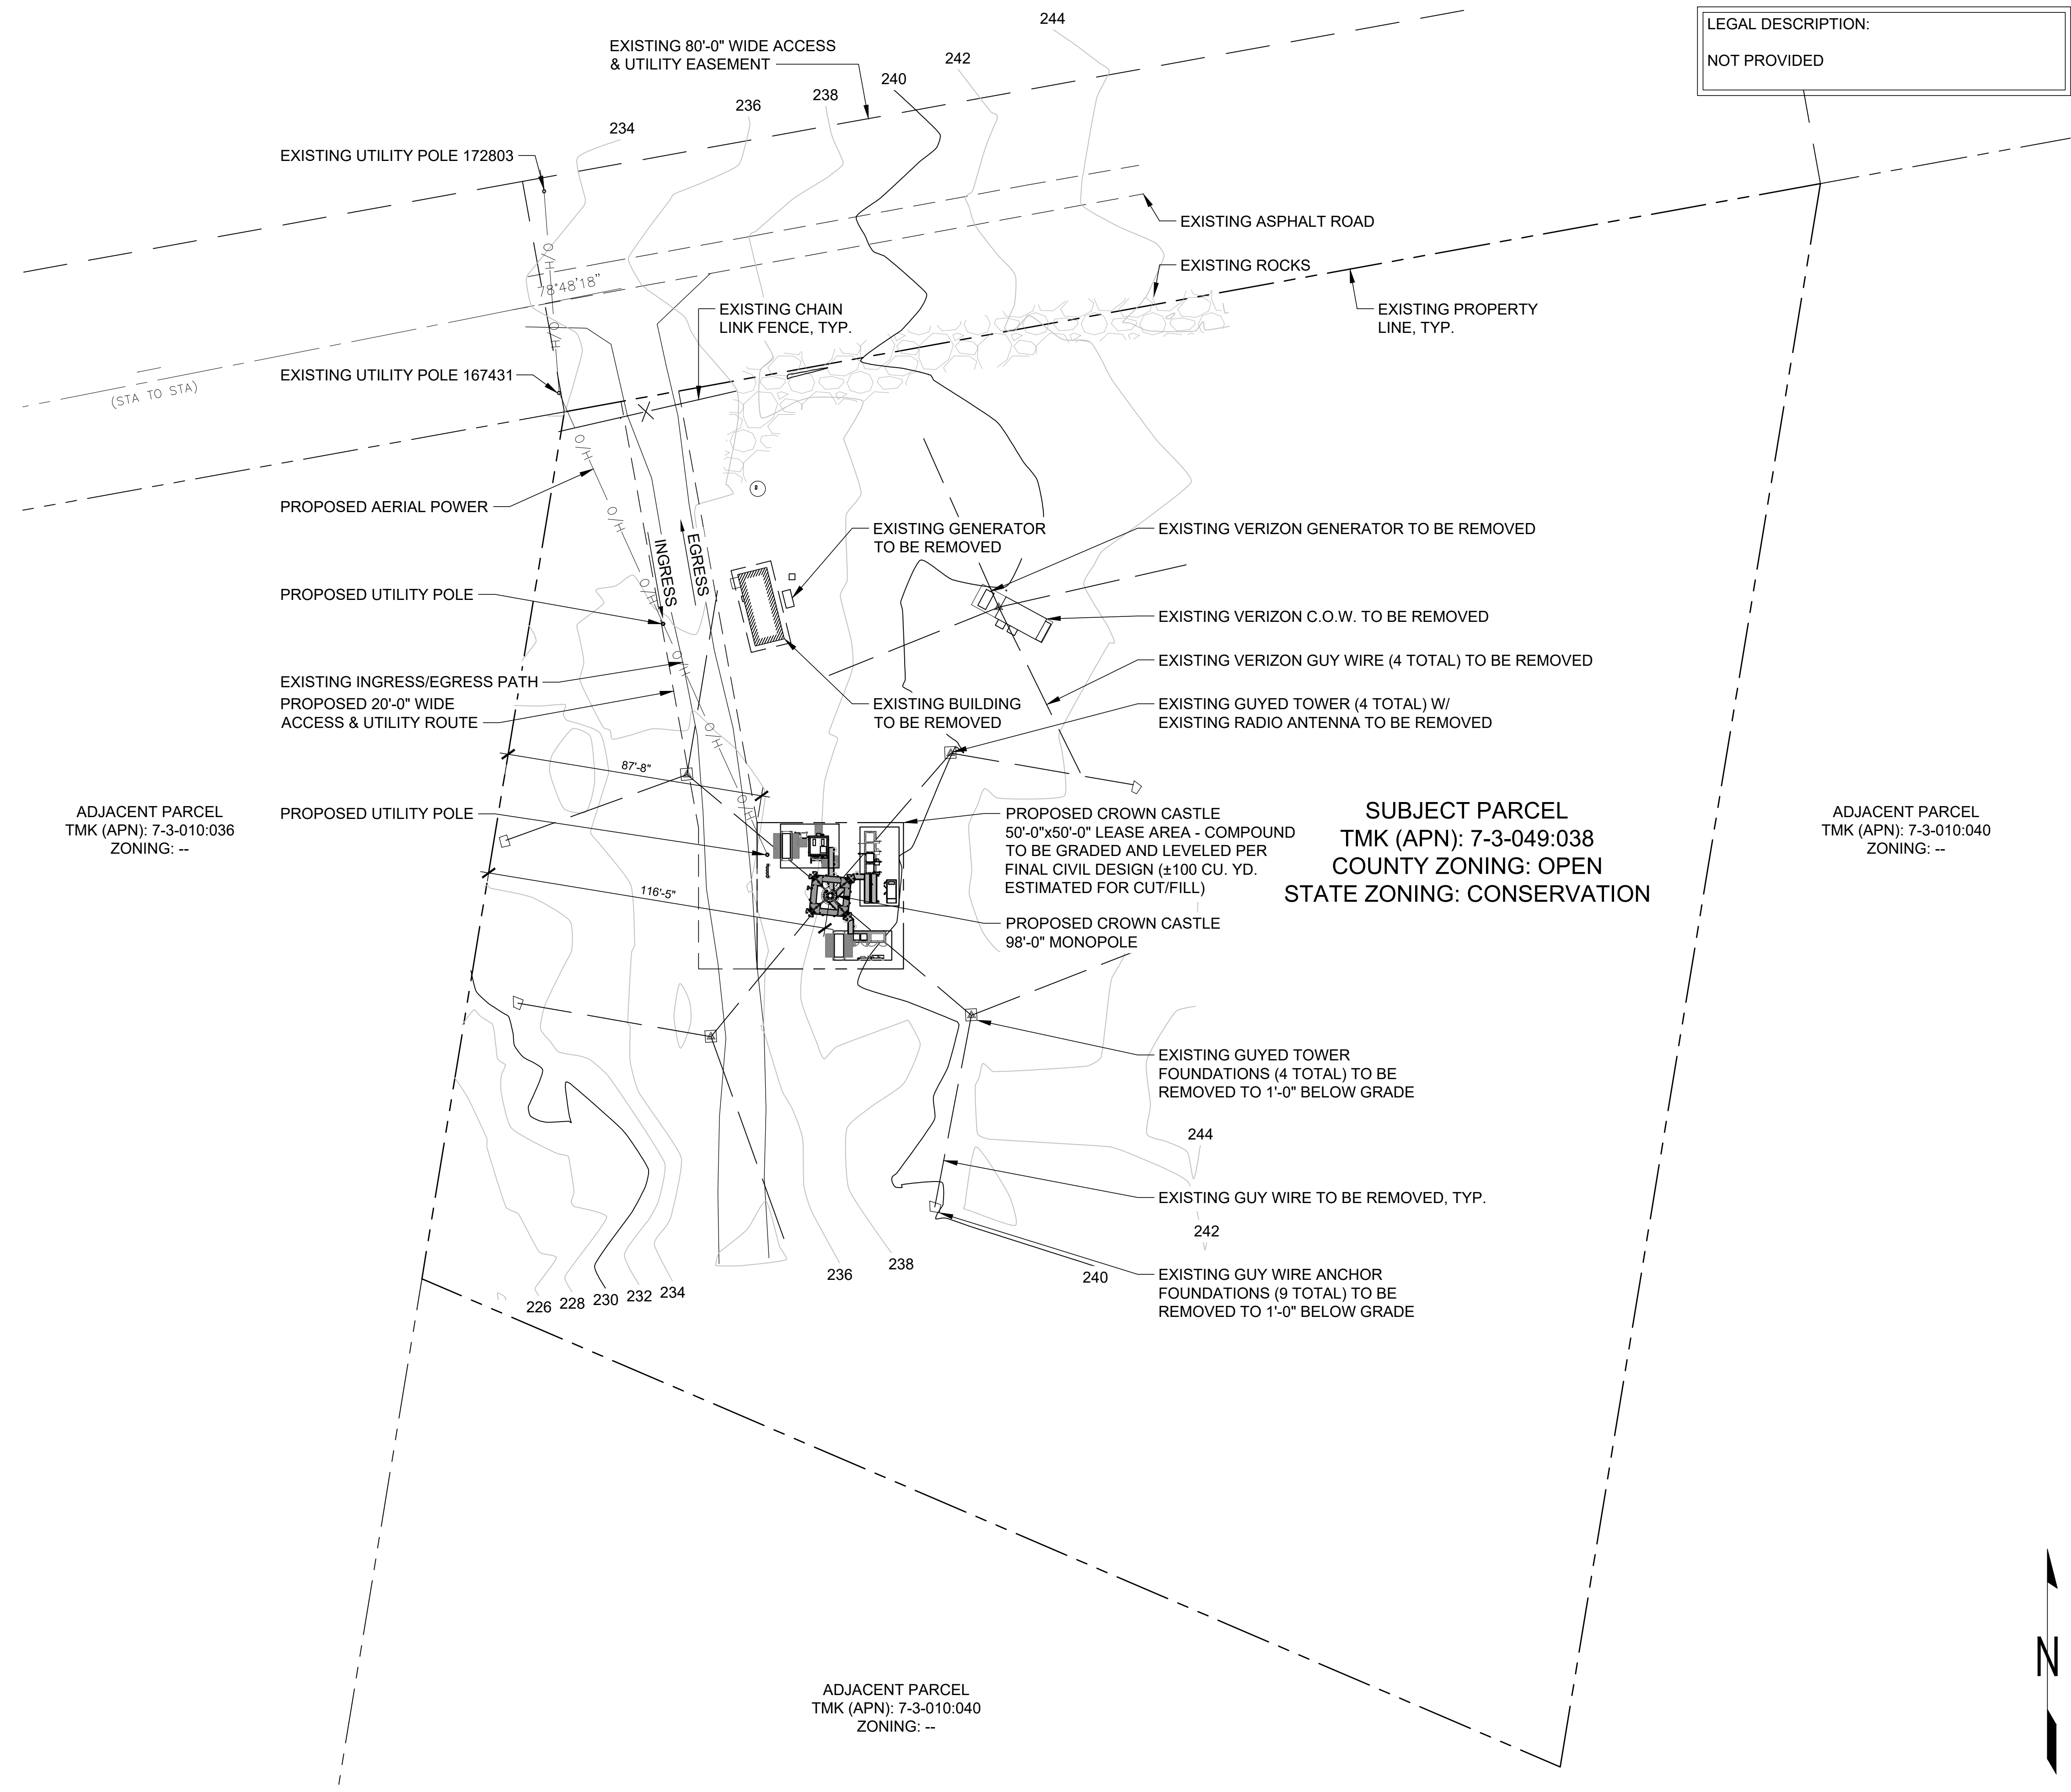 244
LEGAL DESCRIPTION:
NOT PROVIDED
EXISTING 80'-0" WIDE ACCESS
& UTILITY EASEMENT
242
240
238
236
234
EXISTING UTILITY POLE 172803
EXISTING ASPHALT ROAD
O/H
EXISTING ROCKS
78°48'18"
EXISTING CHAIN
LINK FENCE, TYP.
EXISTING PROPERTY
LINE, TYP.
O/H
EXISTING UTILITY POLE 167431
(STA TO STA)
O/H
PROPOSED AERIAL POWER
O/H
EXISTING GENERATOR
TO BE REMOVED
EXISTING VERIZON GENERATOR TO BE REMOVED
INGRESS
EGRESS
PROPOSED UTILITY POLE
O/H
EXISTING VERIZON C.O.W. TO BE REMOVED
O/H
EXISTING VERIZON GUY WIRE (4 TOTAL) TO BE REMOVED
EXISTING INGRESS/EGRESS PATH
PROPOSED 20'-0" WIDE
ACCESS & UTILITY ROUTE
EXISTING BUILDING
TO BE REMOVED
EXISTING GUYED TOWER (4 TOTAL) W/
EXISTING RADIO ANTENNA TO BE REMOVED
O/H
87'-8"
O/H
ADJACENT PARCEL
TMK (APN): 7-3-010:036
ZONING: --
PROPOSED UTILITY POLE
PROPOSED CROWN CASTLE
50'-0"x50'-0" LEASE AREA - COMPOUND
TO BE GRADED AND LEVELED PER
FINAL CIVIL DESIGN (±100 CU. YD.
ESTIMATED FOR CUT/FILL)
SUBJECT PARCEL
TMK (APN): 7-3-049:038
COUNTY ZONING: OPEN
STATE ZONING: CONSERVATION
ADJACENT PARCEL
TMK (APN): 7-3-010:040
ZONING: --
116'-5"
PROPOSED CROWN CASTLE
98'-0" MONOPOLE
EXISTING GUYED TOWER
FOUNDATIONS (4 TOTAL) TO BE
REMOVED TO 1'-0" BELOW GRADE
244
EXISTING GUY WIRE TO BE REMOVED, TYP.
242
EXISTING GUY WIRE ANCHOR
FOUNDATIONS (9 TOTAL) TO BE
REMOVED TO 1'-0" BELOW GRADE
226
228
230
232
234
236
238
240
N
ADJACENT PARCEL
TMK (APN): 7-3-010:040
ZONING: --